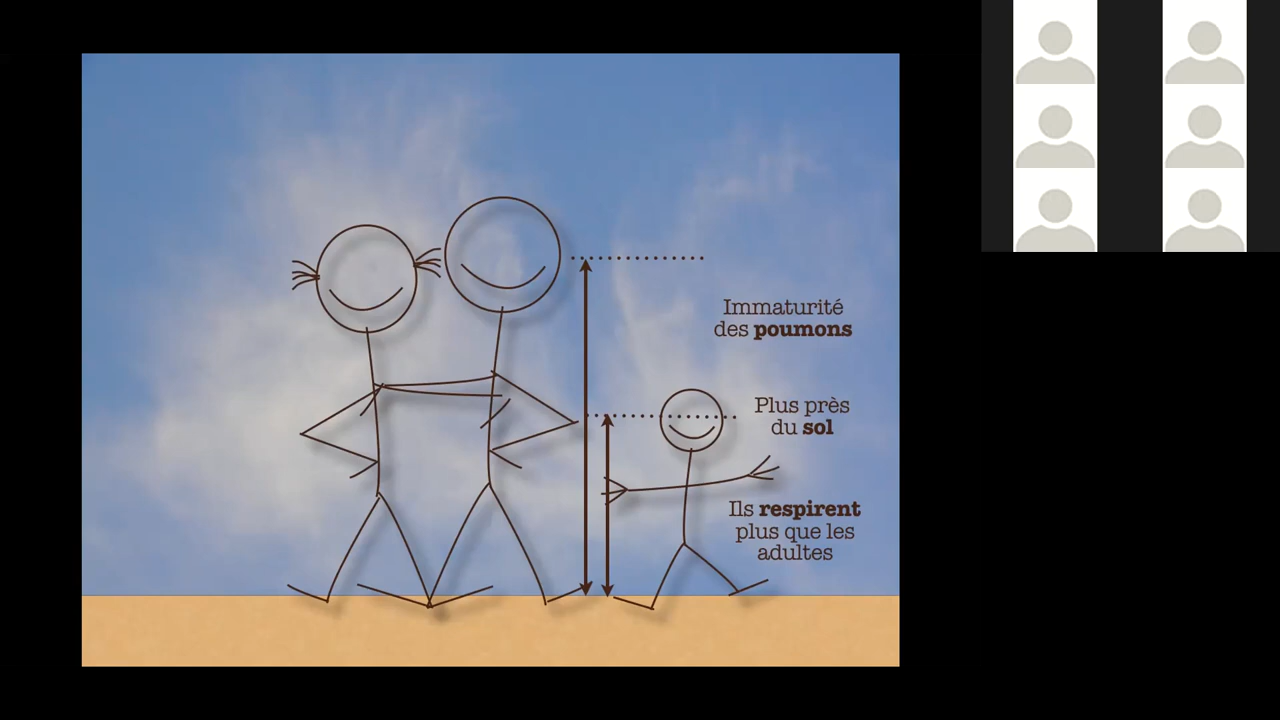 Immaturité
des poumons
Plus près
du sol
Ils respirent
plus que les
adultes